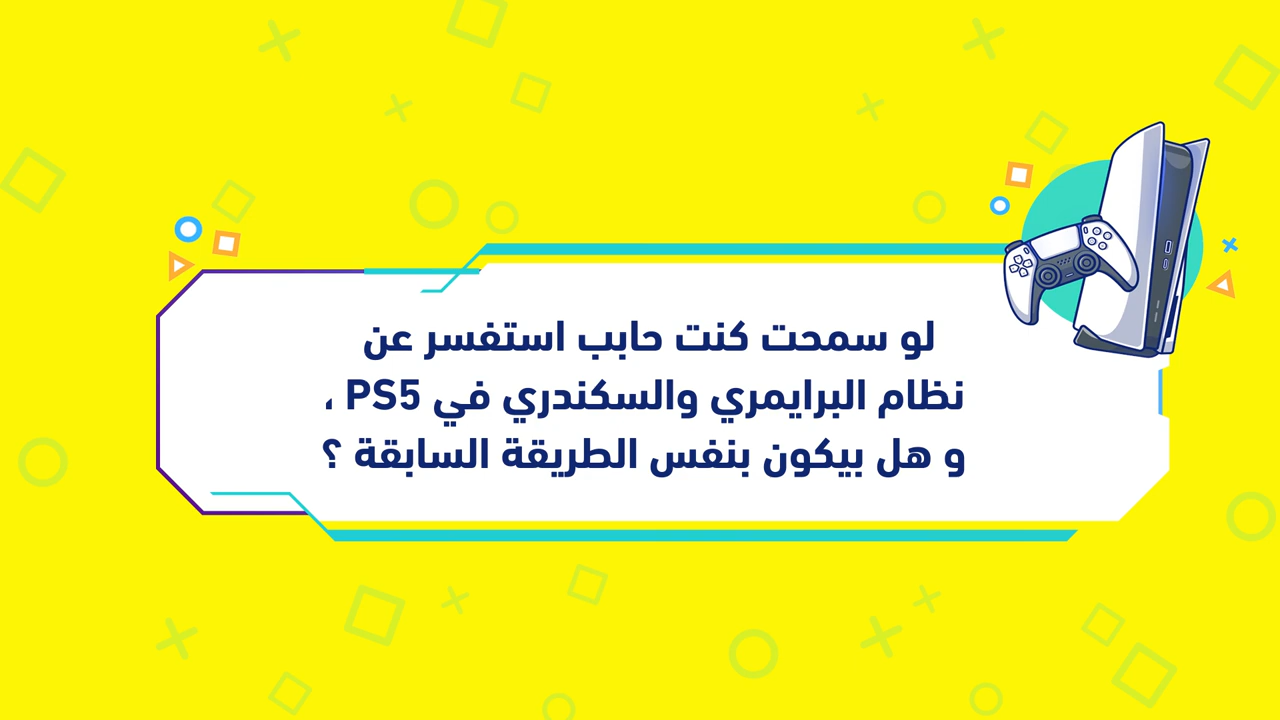 لو سمحت كنت حابب استفسر عن
نظام البرايمري والسكندري في PS5 ،
و هل بيكون بنفس الطريقة السابقة ؟